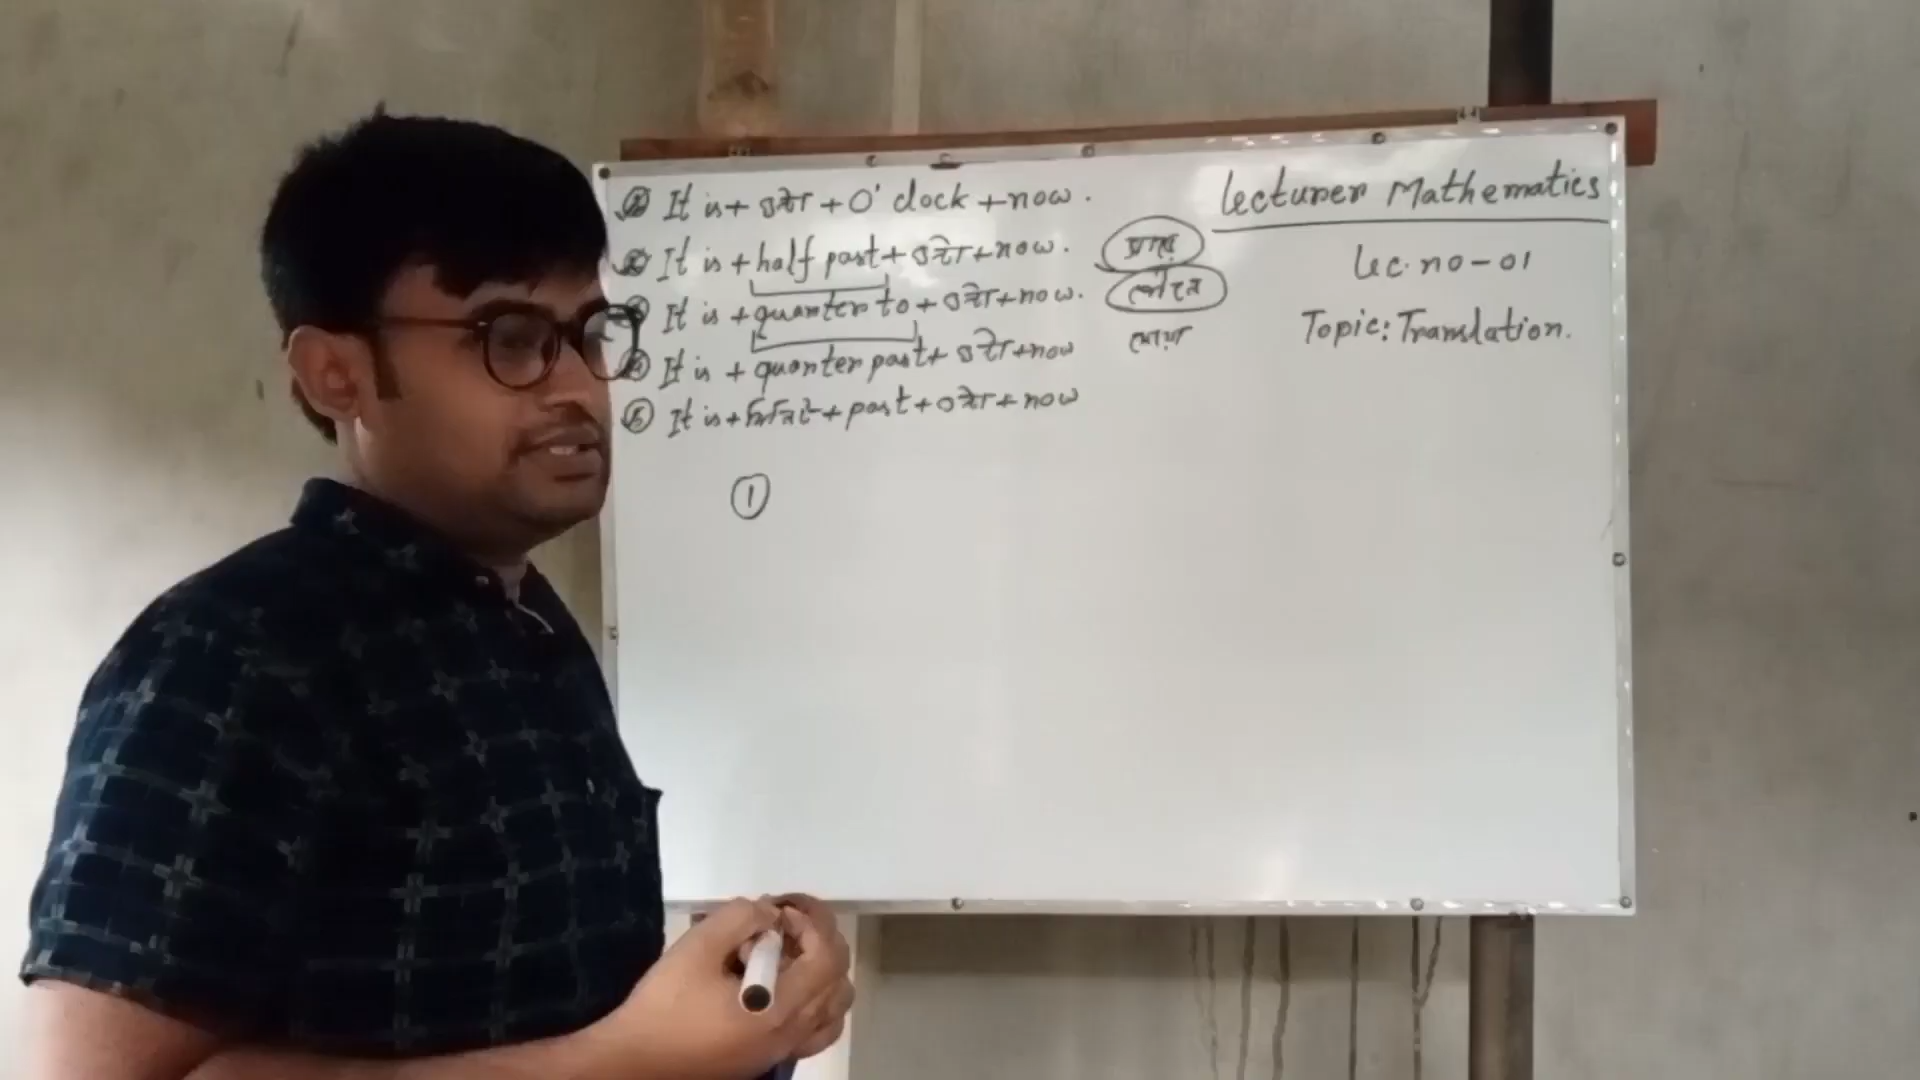 It is + ঘন্টা + O' clock + now.
It is + half past + ঘন্টা + now.
It is + quarter to + ঘন্টা + now.
It is + quarter past + ঘন্টা + now
It is + মিনিট + past + ঘন্টা + now
①
সাড়ে
পৌনে
সোয়া
Lecturer Mathematics
Lec. no - 01
Topic: Translation.